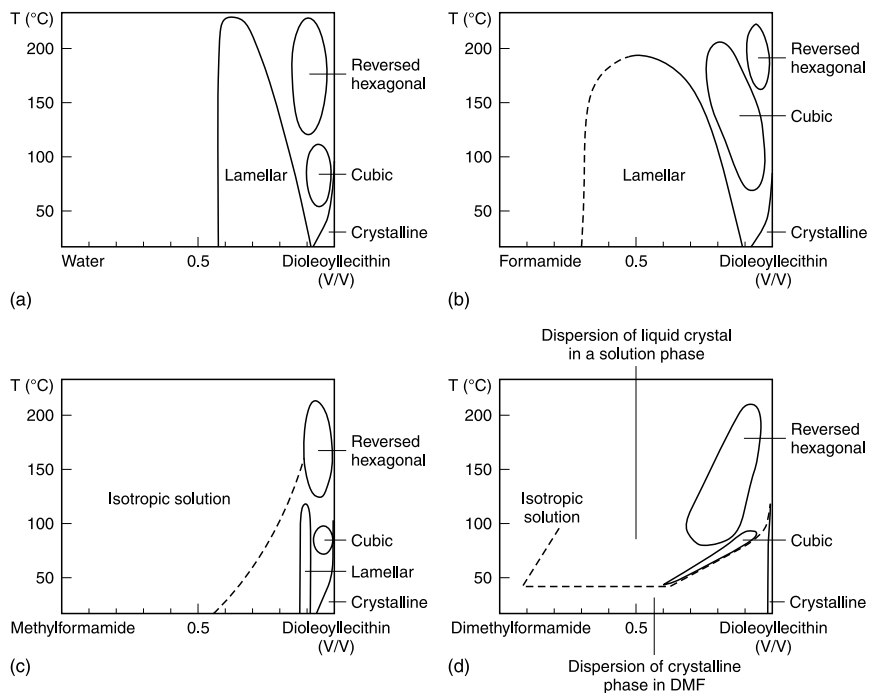 T (°C)
200
150
100
50
Lamellar
Reversed
hexagonal
Cubic
Crystalline
Water
0.5
Dioleoyllecithin
(V/V)
(a)
T (°C)
200
150
100
50
Lamellar
Reversed
hexagonal
Cubic
Crystalline
Formamide
0.5
Dioleoyllecithin
(V/V)
(b)
T (°C)
200
150
100
50
Isotropic solution
Reversed
hexagonal
Cubic
Lamellar
Crystalline
Methylformamide
0.5
Dioleoyllecithin
(V/V)
(c)
Dispersion of liquid crystal
in a solution phase
T (°C)
200
150
100
50
Isotropic
solution
Reversed
hexagonal
Cubic
Crystalline
Dimethylformamide
0.5
Dioleoyllecithin
(V/V)
(d)
Dispersion of crystalline
phase in DMF